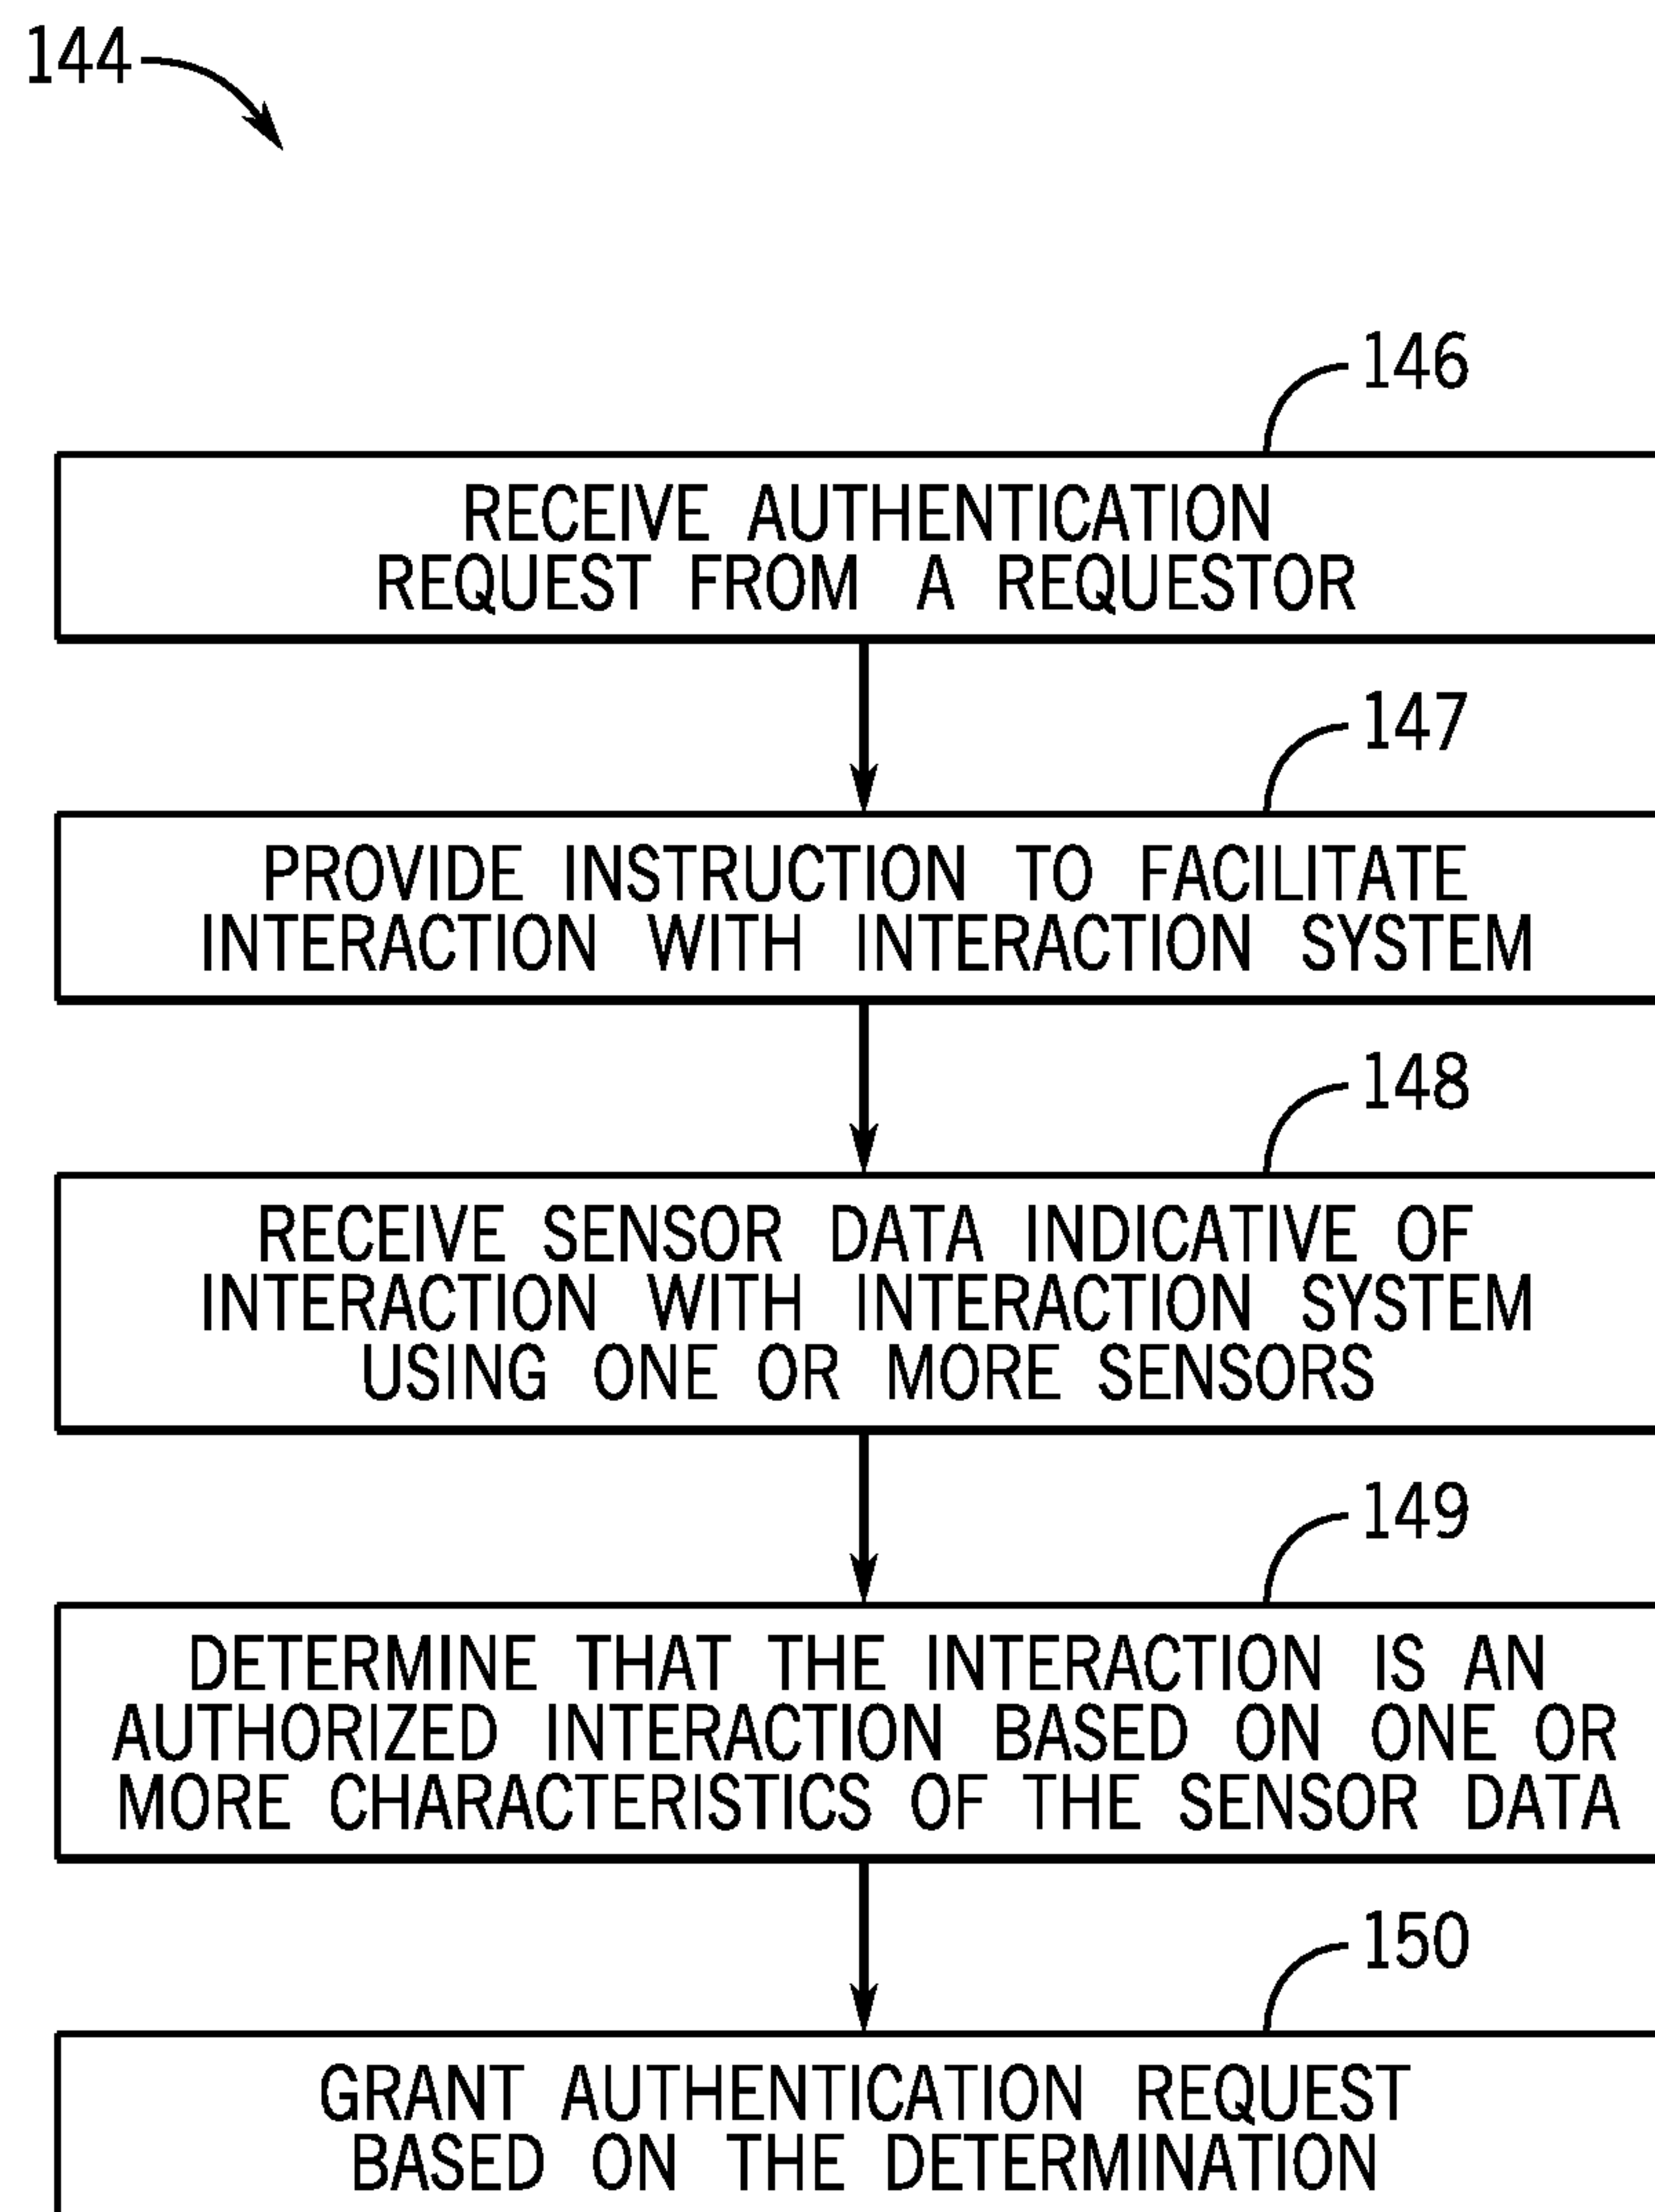 144
146
RECEIVE AUTHENTICATION
REQUEST FROM A REQUESTOR
147
PROVIDE INSTRUCTION TO FACILITATE
INTERACTION WITH INTERACTION SYSTEM
148
RECEIVE SENSOR DATA INDICATIVE OF
INTERACTION WITH INTERACTION SYSTEM
USING ONE OR MORE SENSORS
149
DETERMINE THAT THE INTERACTION IS AN
AUTHORIZED INTERACTION BASED ON ONE OR
MORE CHARACTERISTICS OF THE SENSOR DATA
150
GRANT AUTHENTICATION REQUEST
BASED ON THE DETERMINATION